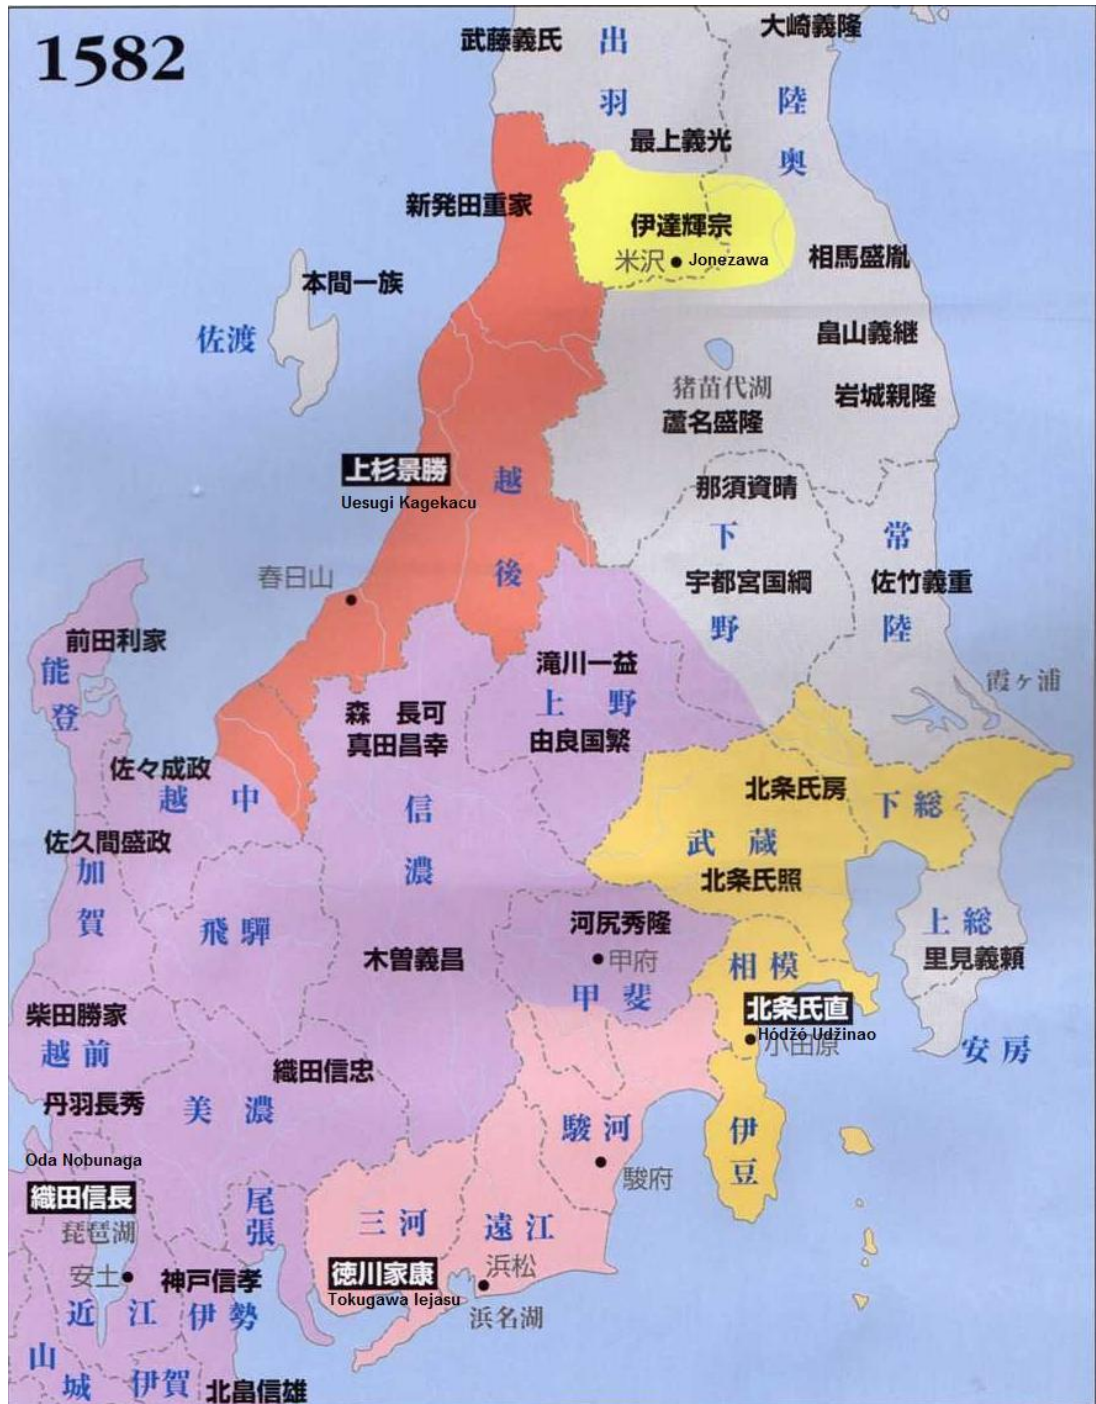 1582
武藤義氏
出羽
大崎義隆
陸奥
最上義光
新発田重家
伊達輝宗
米沢
Jonezawa
相馬盛胤
本間一族
佐渡
畠山義継
猪苗代湖
蘆名盛隆
岩城親隆
上杉景勝
Uesugi Kagekacu
越後
那須資晴
下野
常陸
春日山
宇都宮国綱
佐竹義重
前田利家
能登
滝川一益
上野
由良国繁
霞ヶ浦
森 長可
真田昌幸
佐々成政
越中
信濃
北条氏房
下総
武蔵
北条氏照
佐久間盛政
加賀
飛騨
木曽義昌
河尻秀隆
甲府
甲斐
相模
上総
里見義頼
柴田勝家
越前
北条氏直
Hódžó Udžinao
小田原
安房
織田信忠
丹羽長秀
美濃
駿河
駿府
伊豆
Oda Nobunaga
織田信長
琵琶湖
尾張
三河
遠江
安土
神戸信孝
徳川家康
Tokugawa Iejasu
浜松
浜名湖
近江
伊勢
山城
伊賀
北畠信雄